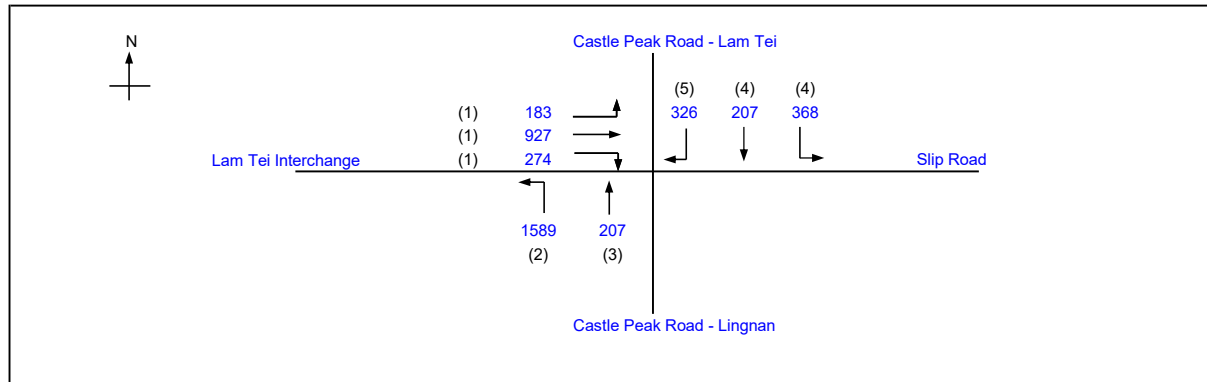 N
Castle Peak Road - Lam Tei
(5) (4) (4)
(1) 183 326 207 368
(1) 927
Lam Tei Interchange (1) 274 Slip Road
1589 207
(2) (3)
Castle Peak Road - Lingnan